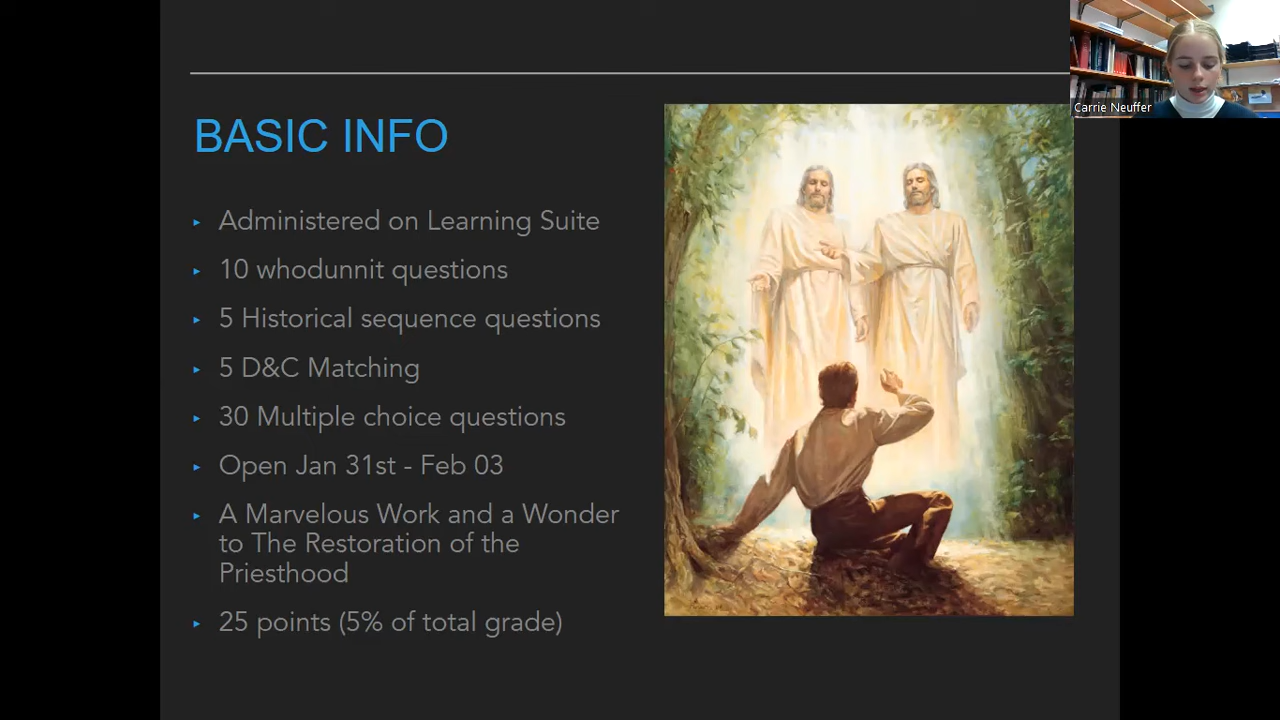 BASIC INFO
Administered on Learning Suite
10 whodunnit questions
5 Historical sequence questions
5 D&C Matching
30 Multiple choice questions
Open Jan 31st - Feb 03
A Marvelous Work and a Wonder
to The Restoration of the
Priesthood
25 points (5% of total grade)
Carrie Neuffer